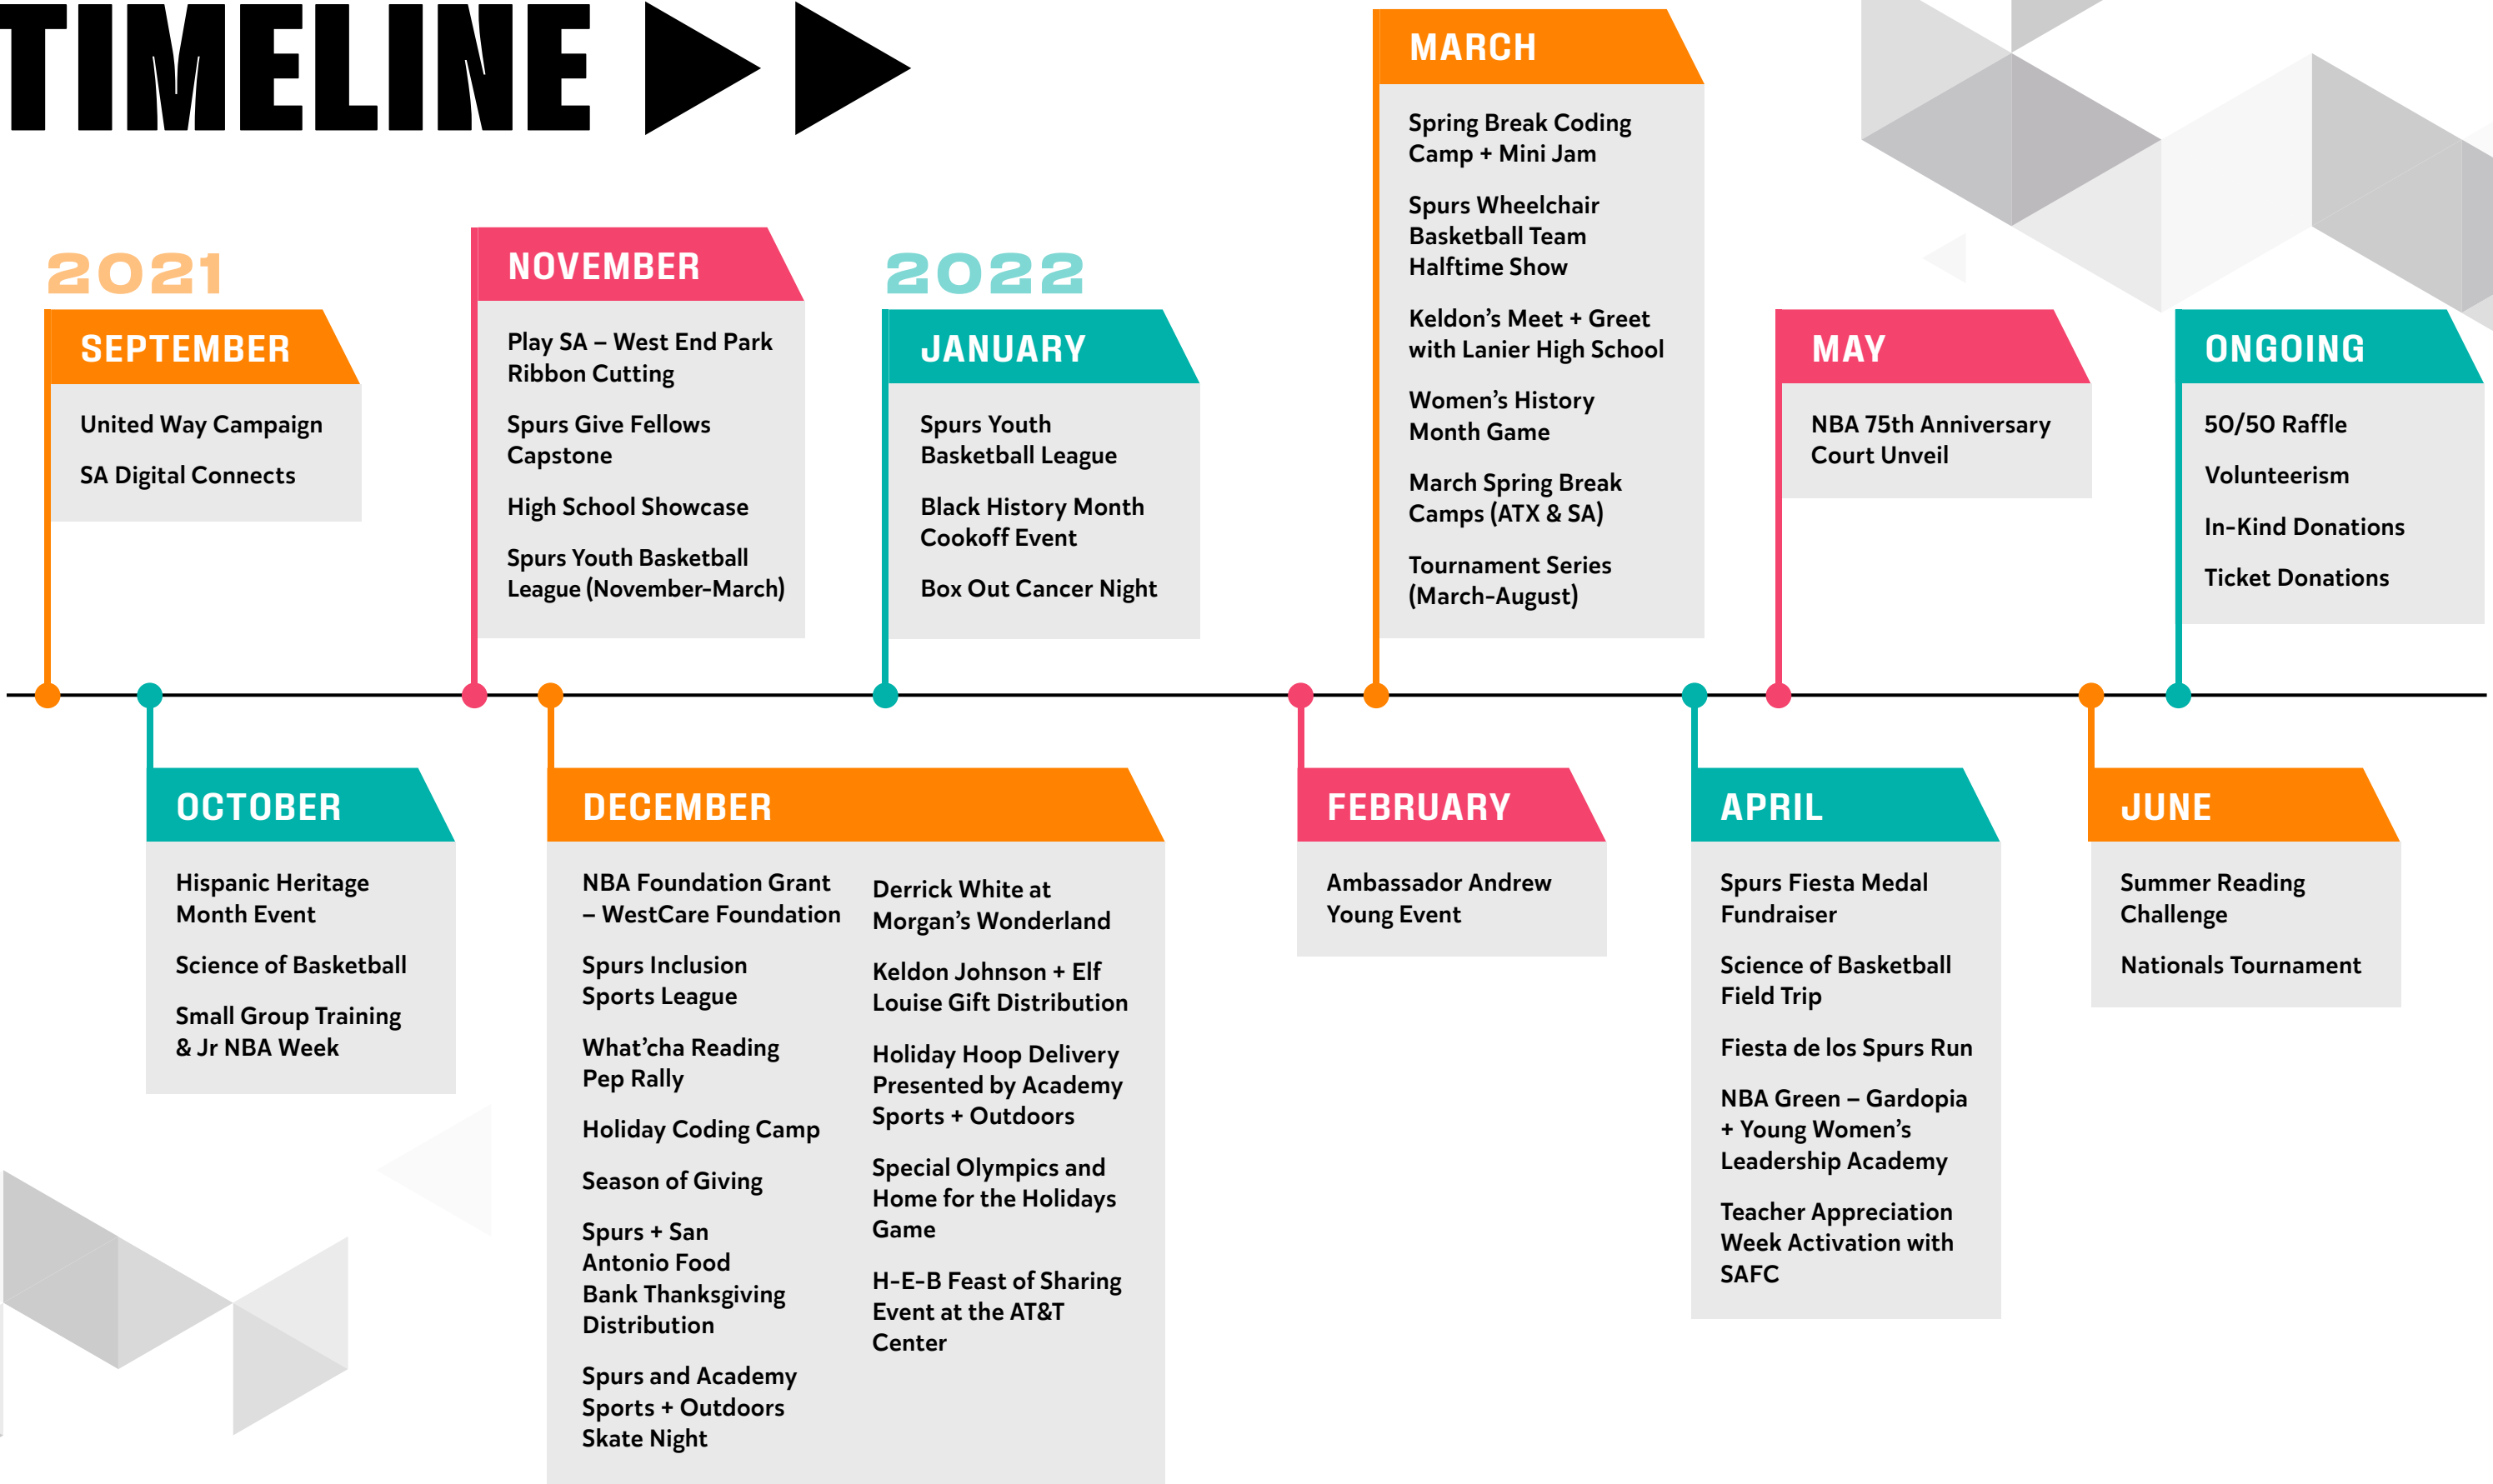 TIMELINE
2021
SEPTEMBER
United Way Campaign
SA Digital Connects
OCTOBER
Hispanic Heritage
Month Event
Science of Basketball
Small Group Training
& Jr NBA Week
NOVEMBER
Play SA – West End Park
Ribbon Cutting
Spurs Give Fellows
Capstone
High School Showcase
Spurs Youth Basketball
League (November-March)
DECEMBER
NBA Foundation Grant
– WestCare Foundation
Spurs Inclusion
Sports League
What’cha Reading
Pep Rally
Holiday Coding Camp
Season of Giving
Spurs + San
Antonio Food
Bank Thanksgiving
Distribution
Spurs and Academy
Sports + Outdoors
Skate Night
Derrick White at
Morgan’s Wonderland
Keldon Johnson + Elf
Louise Gift Distribution
Holiday Hoop Delivery
Presented by Academy
Sports + Outdoors
Special Olympics and
Home for the Holidays
Game
H-E-B Feast of Sharing
Event at the AT&T
Center
2022
JANUARY
Spurs Youth
Basketball League
Black History Month
Cookoff Event
Box Out Cancer Night
FEBRUARY
Ambassador Andrew
Young Event
MARCH
Spring Break Coding
Camp + Mini Jam
Spurs Wheelchair
Basketball Team
Halftime Show
Keldon’s Meet + Greet
with Lanier High School
Women’s History
Month Game
March Spring Break
Camps (ATX & SA)
Tournament Series
(March-August)
APRIL
Spurs Fiesta Medal
Fundraiser
Science of Basketball
Field Trip
Fiesta de los Spurs Run
NBA Green – Gardopia
+ Young Women’s
Leadership Academy
Teacher Appreciation
Week Activation with
SAFC
MAY
NBA 75th Anniversary
Court Unveil
JUNE
Summer Reading
Challenge
Nationals Tournament
ONGOING
50/50 Raffle
Volunteerism
In-Kind Donations
Ticket Donations